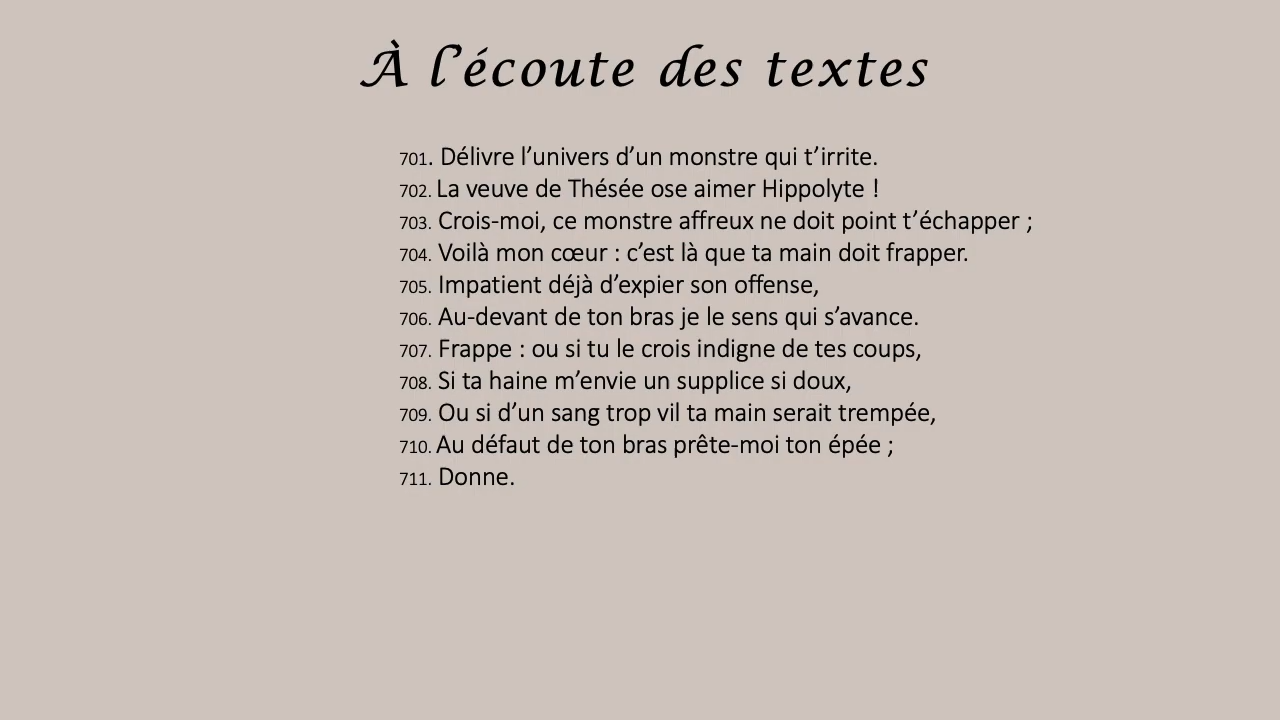 À l’écoute des textes
701. Délivre l’univers d’un monstre qui t’irrite.
702. La veuve de Thésée ose aimer Hippolyte !
703. Crois-moi, ce monstre affreux ne doit point t’échapper ;
704. Voilà mon cœur : c’est là que ta main doit frapper.
705. Impatient déjà d’expier son offense,
706. Au-devant de ton bras je le sens qui s’avance.
707. Frappe : ou si tu le crois indigne de tes coups,
708. Si ta haine m’envie un supplice si doux,
709. Ou si d’un sang trop vil ta main serait trempée,
710. Au défaut de ton bras prête-moi ton épée ;
711. Donne.